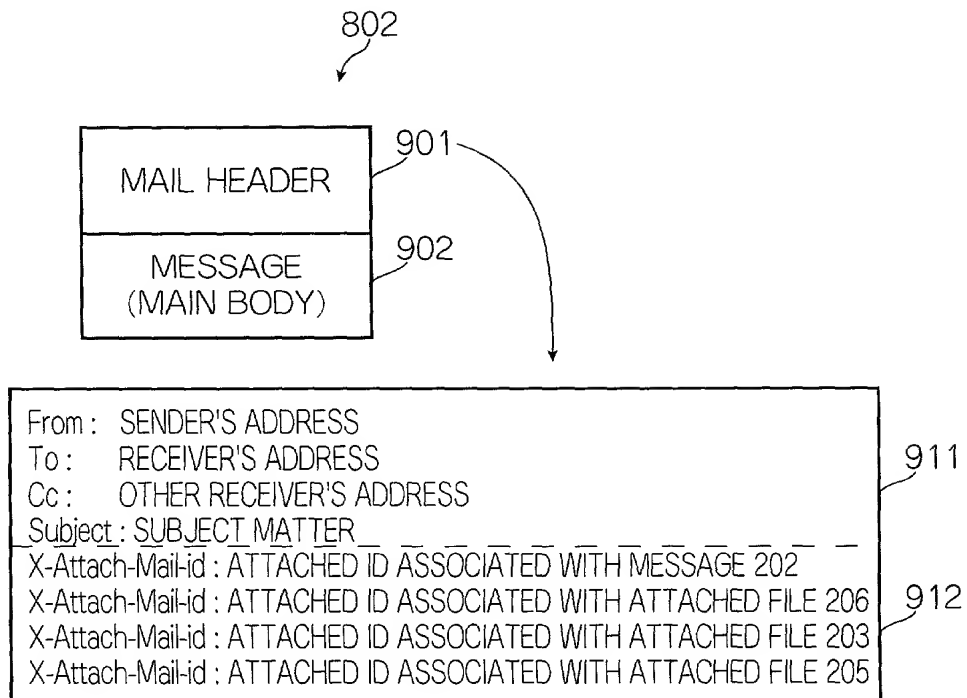 802
MAIL HEADER
901
MESSAGE
(MAIN BODY)
902
From : SENDER'S ADDRESS
To : RECEIVER'S ADDRESS
Cc : OTHER RECEIVER'S ADDRESS
Subject : SUBJECT MATTER
911
X-Attach-Mail-id : ATTACHED ID ASSOCIATED WITH MESSAGE 202
X-Attach-Mail-id : ATTACHED ID ASSOCIATED WITH ATTACHED FILE 206
X-Attach-Mail-id : ATTACHED ID ASSOCIATED WITH ATTACHED FILE 203
X-Attach-Mail-id : ATTACHED ID ASSOCIATED WITH ATTACHED FILE 205
912